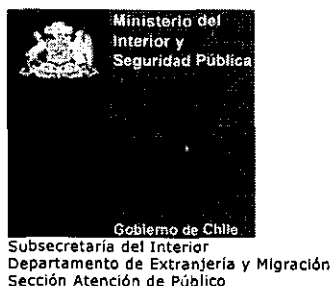 Ministerio del
Interior y
Seguridad Pública
Gobierno de Chile
Subsecretaría del Interior
Departamento de Extranjería y Migración
Sección Atención de Público